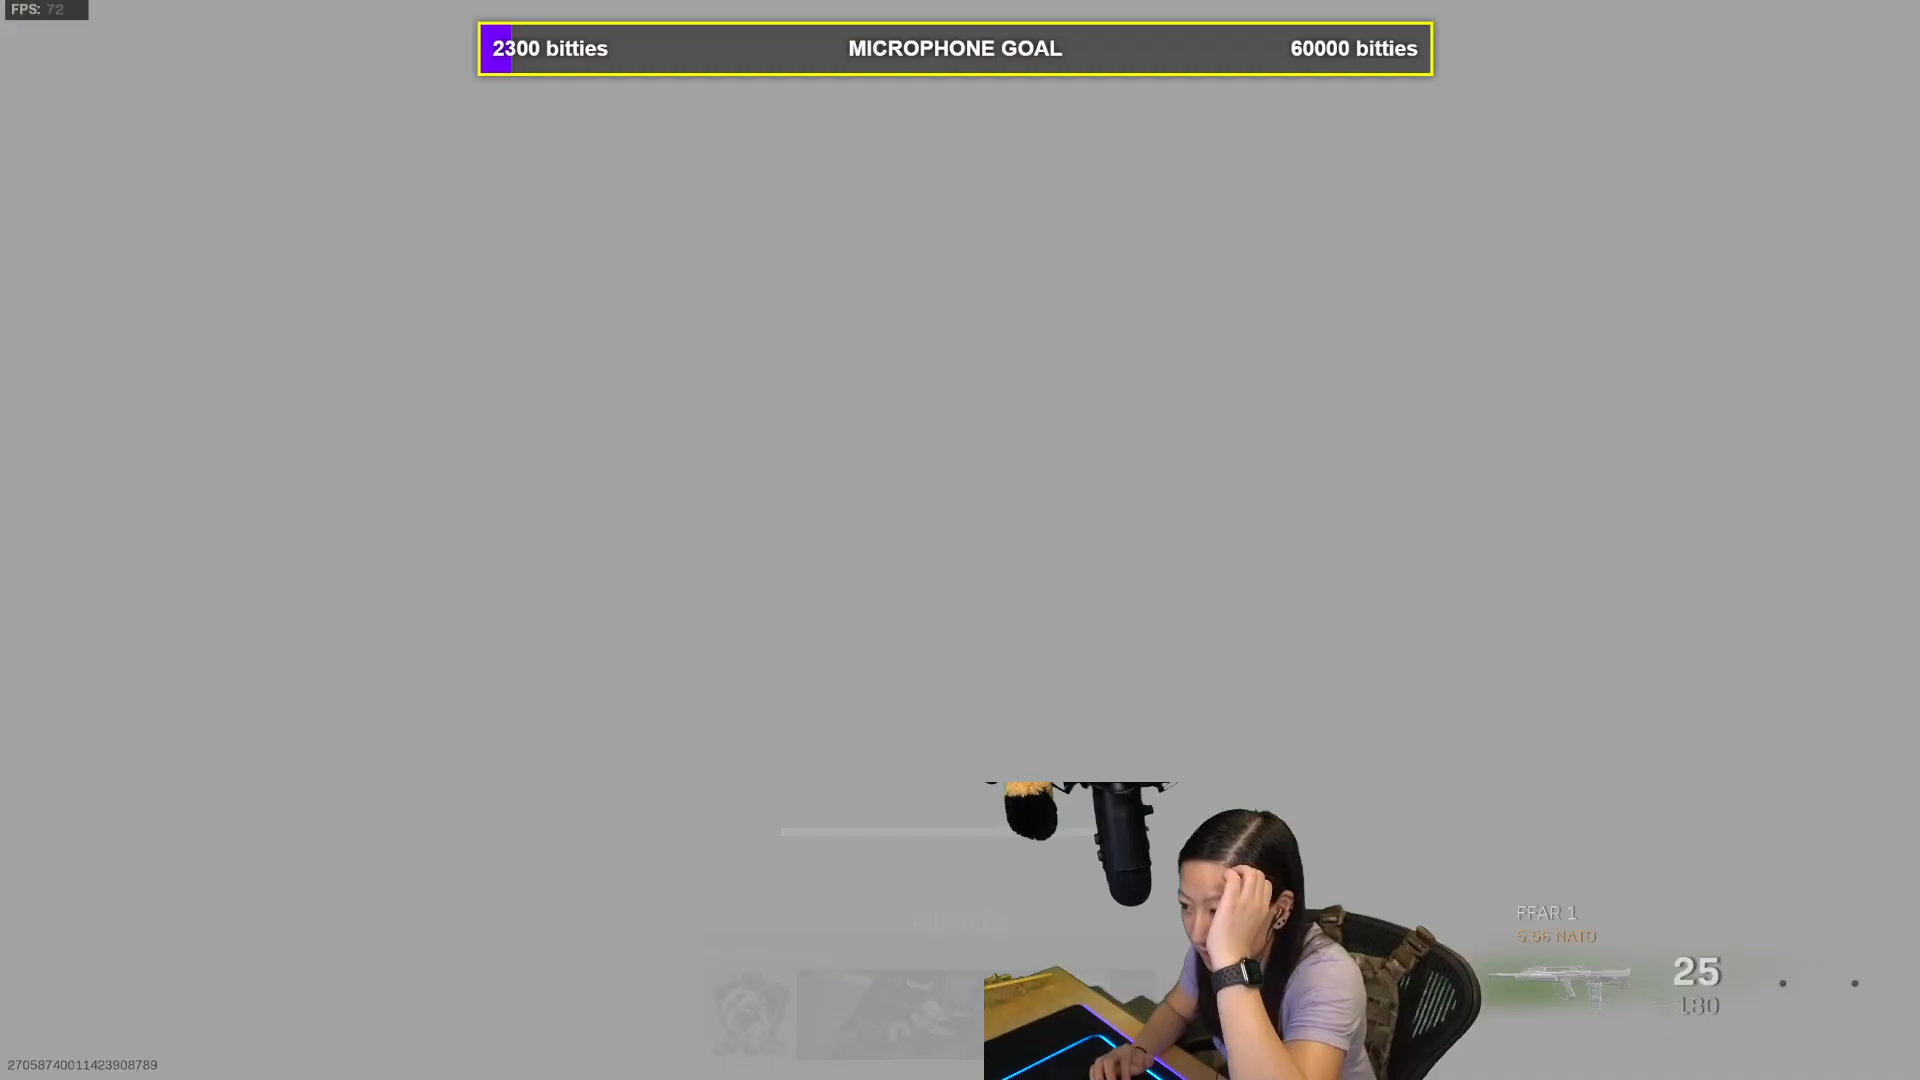 FPS: 72
2300 bitties MICROPHONE GOAL 60000 bitties
FFAR 1
5.56 NATO
25
180
27058740011423908789